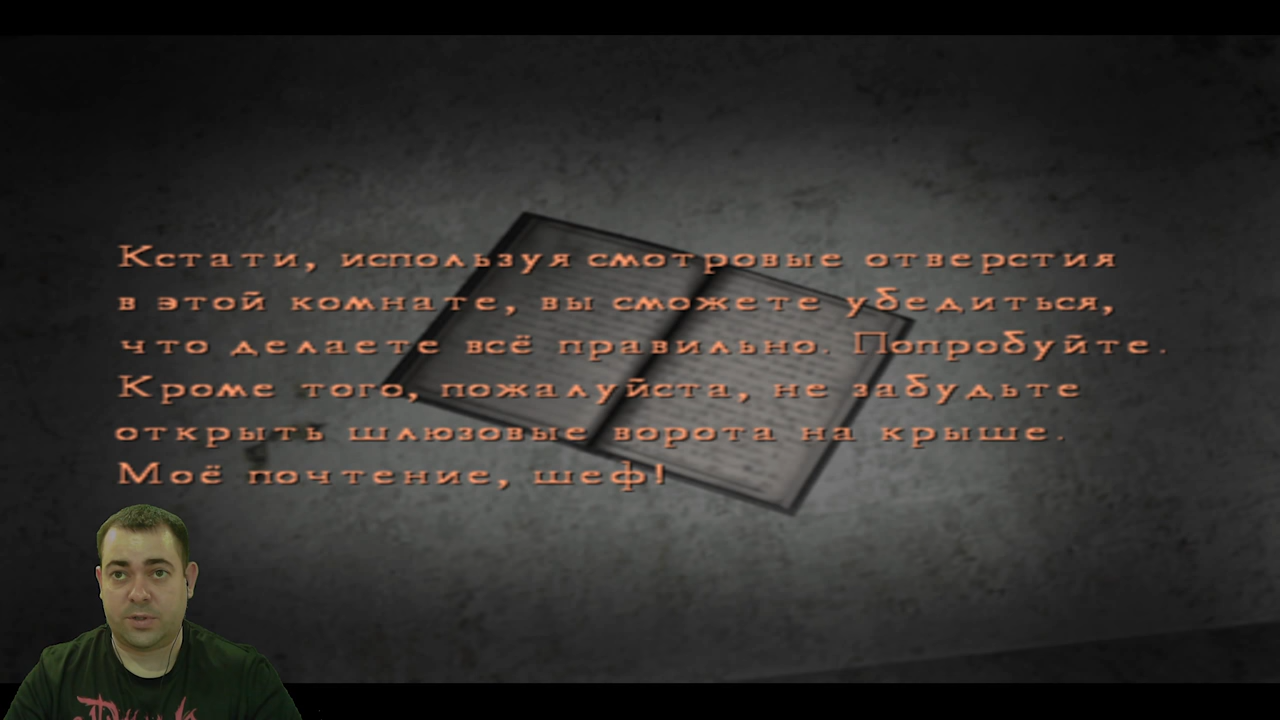 Кстати, используя смотровые отверстия
в этой комнате, вы сможете убедиться,
что делаете всё правильно. Попробуйте.
Кроме того, пожалуйста, не забудьте
открыть шлюзовые ворота на крыше.
Моё почтение, шеф!